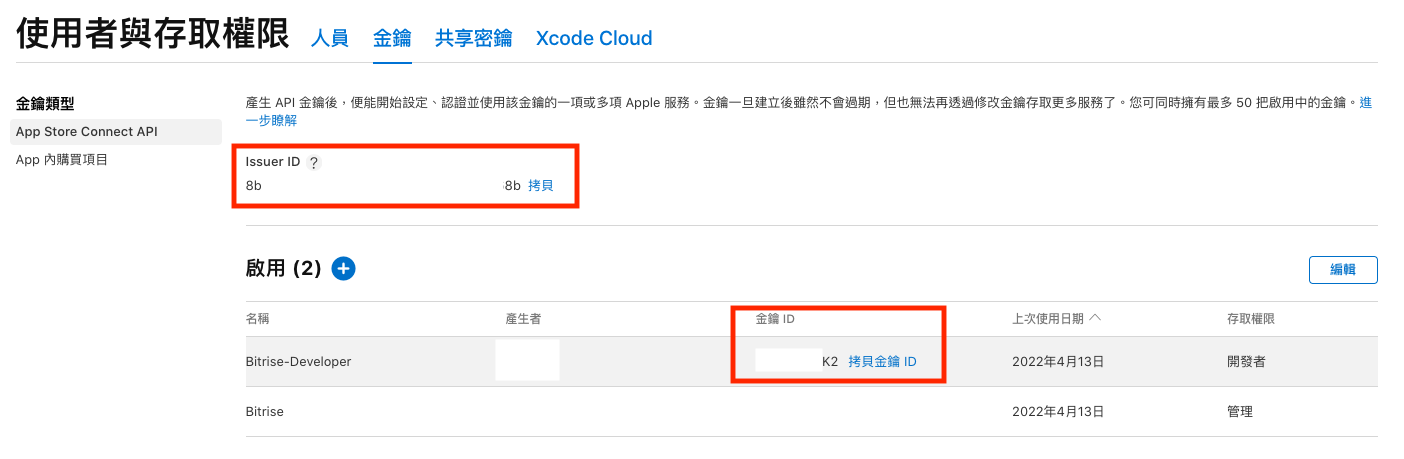 使用者與存取權限 人員 金鑰 共享密鑰 Xcode Cloud
金鑰類型
App Store Connect API
App 內購買項目
產生 API 金鑰後，便能開始設定、認證並使用該金鑰的一項或多項 Apple 服務。金鑰一旦建立後雖然不會過期，但也無法再透過修改金鑰存取更多服務了。您可同時擁有最多 50 把啟用中的金鑰。進
一步瞭解
Issuer ID ?
8b 8b 拷貝
啟用 (2)
編輯
名稱 產生者 金鑰 ID 上次使用日期 存取權限
Bitrise-Developer K2 拷貝金鑰 ID 2022年4月13日 開發者
Bitrise 2022年4月13日 管理